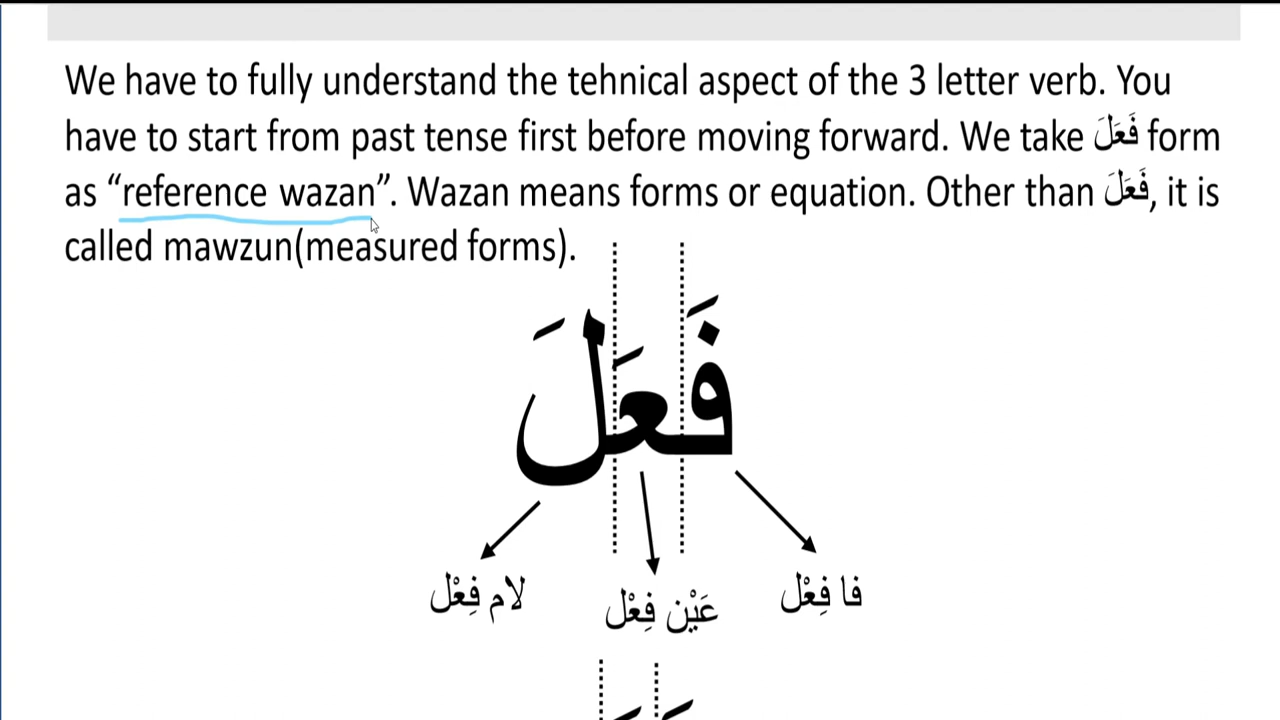 We have to fully understand the tehnical aspect of the 3 letter verb. You
have to start from past tense first before moving forward. We take فَعَلَ form
as “reference wazan”. Wazan means forms or equation. Other than فَعَلَ, it is
called mawzun(measured forms).
فَعَلَ
فا فِعْل
عَيْن فِعْل
لام فِعْل